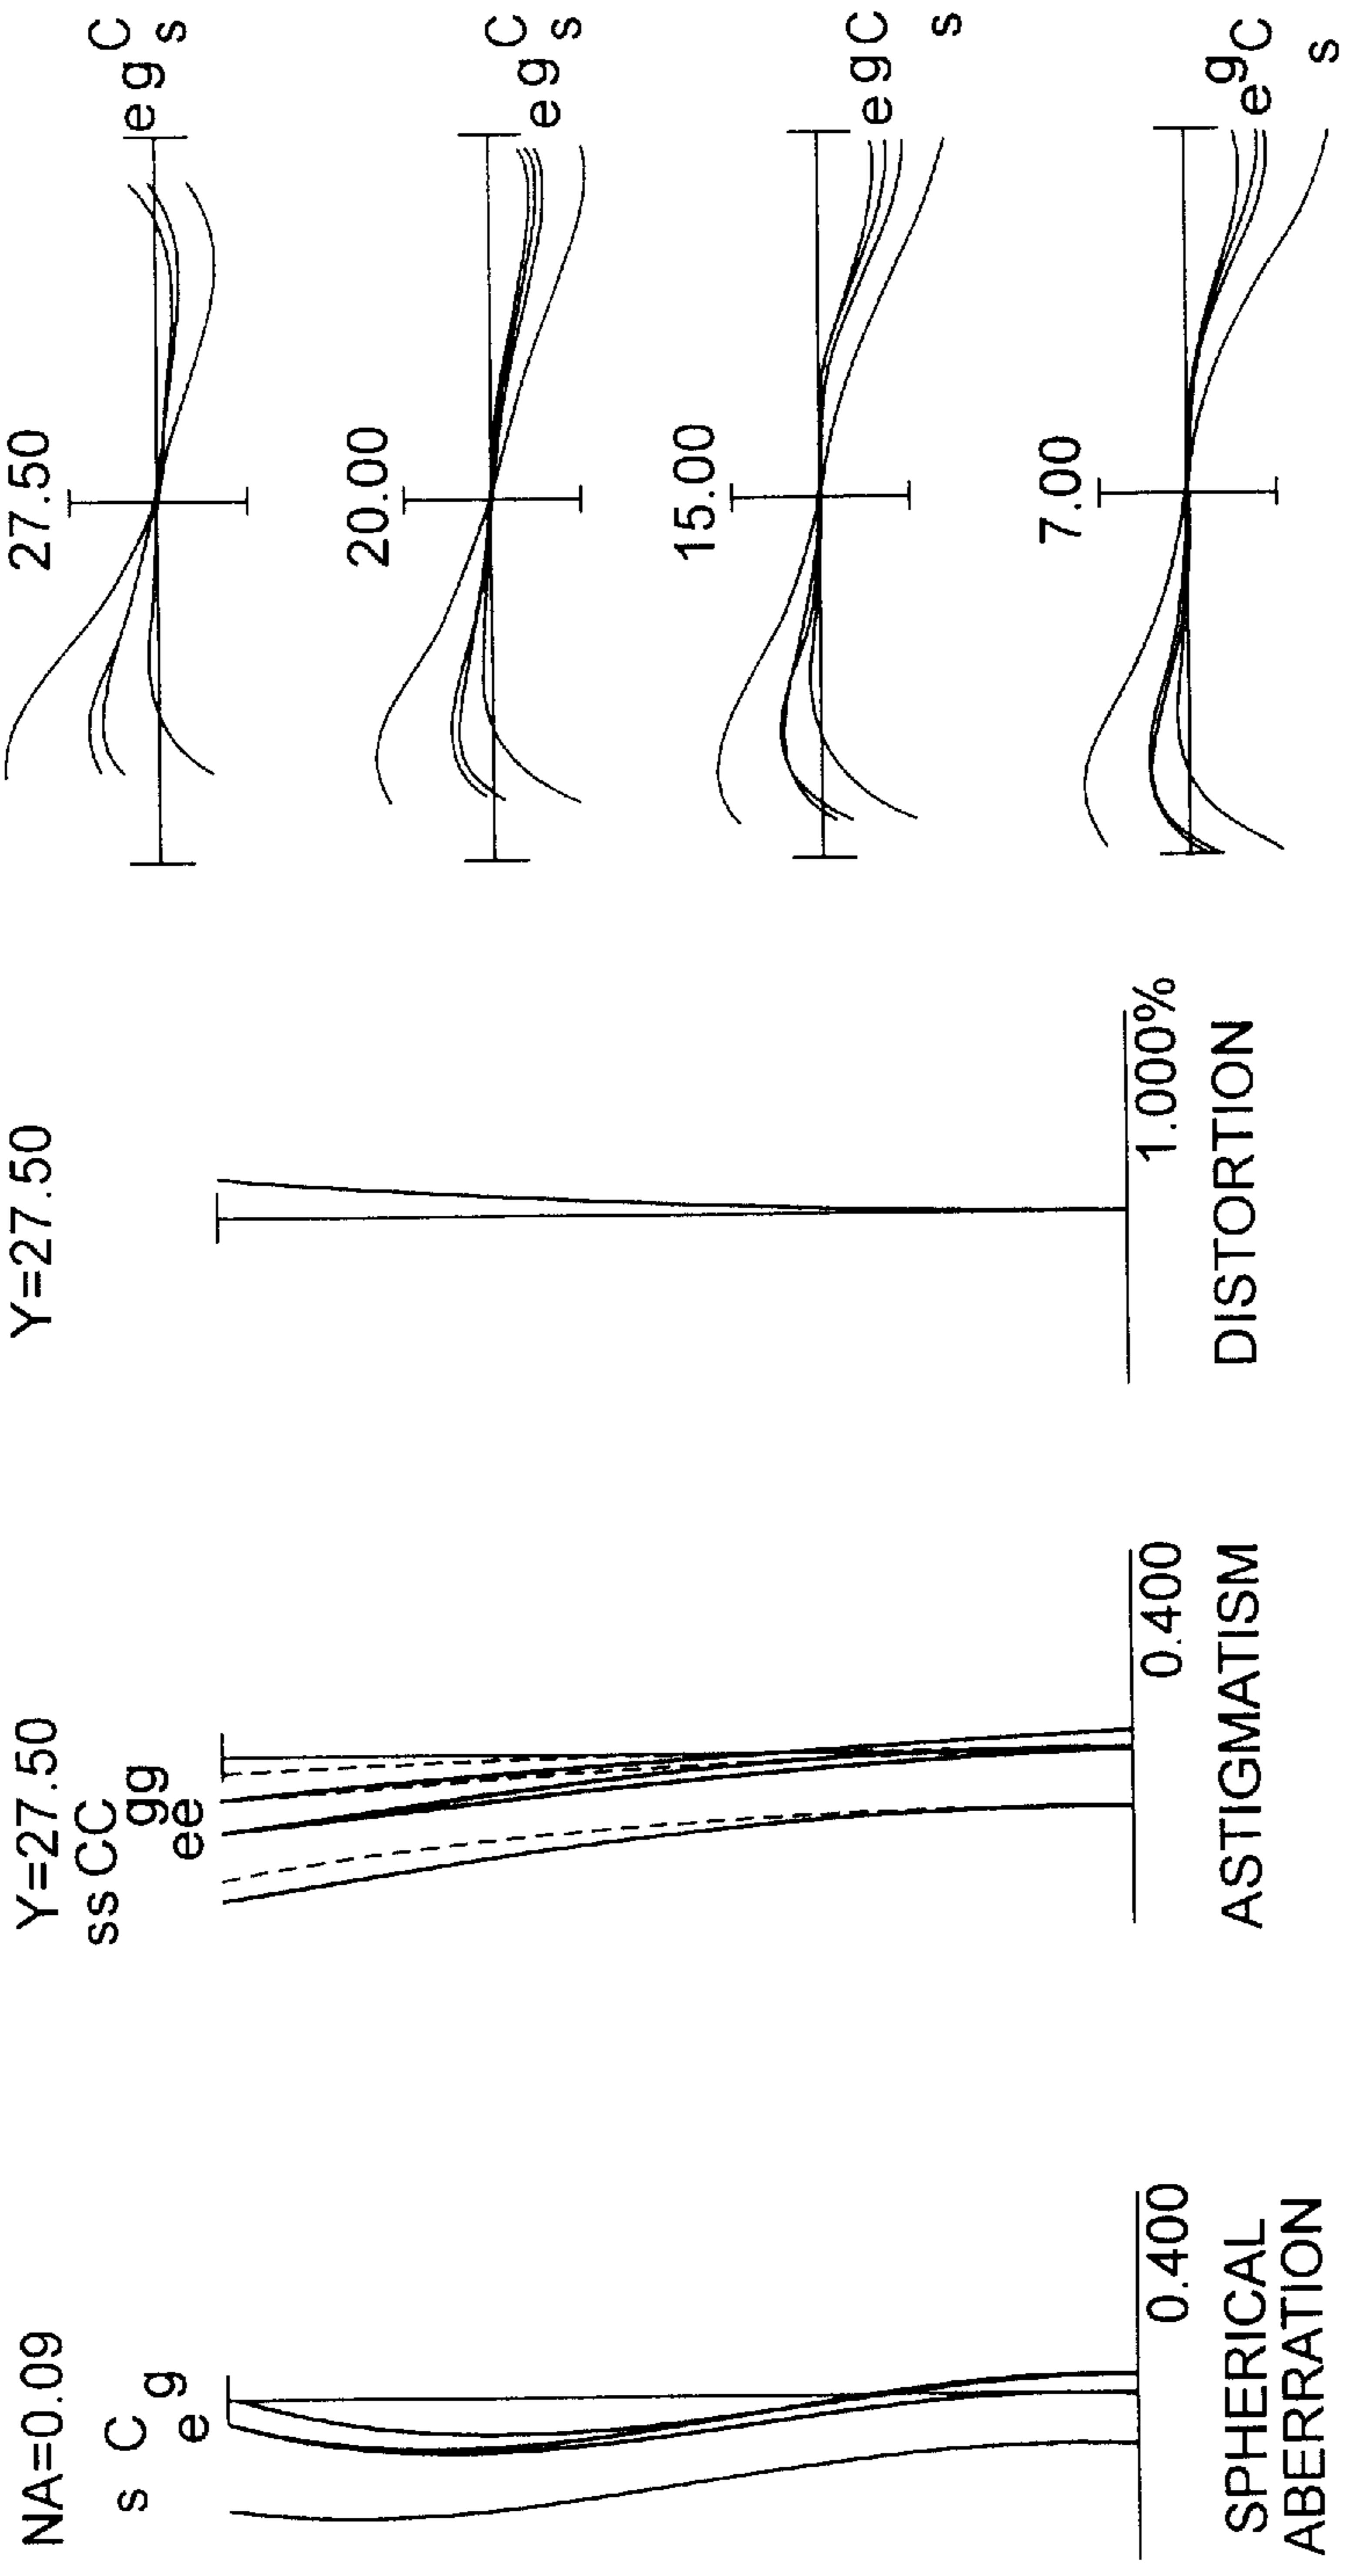 NA=0.09
s C g
e
0.400
SPHERICAL
ABERRATION
Y=27.50
ss CC
gg
ee
0.400
ASTIGMATISM
Y=27.50
1.000%
DISTORTION
27.50
e g C
s
20.00
e g C
s
15.00
e g C
s
7.00
e g C
s